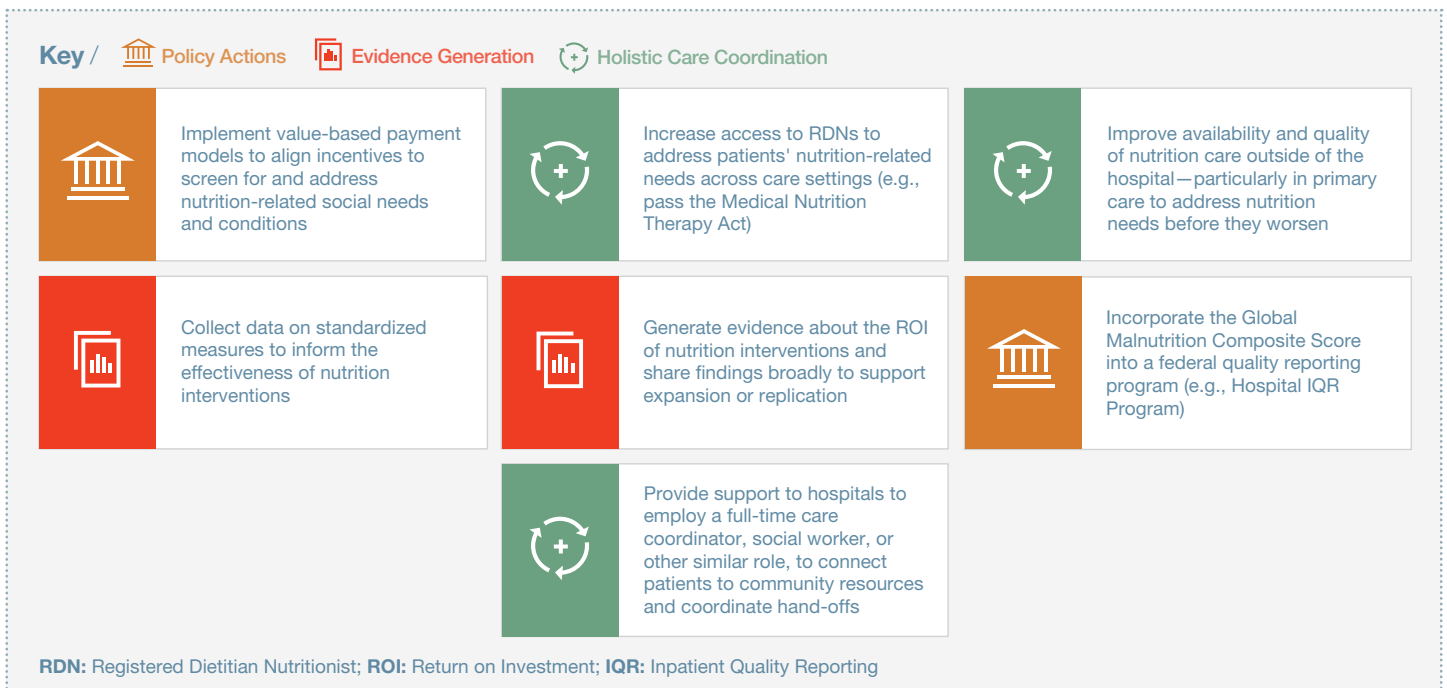 Key / Policy Actions Evidence Generation Holistic Care Coordination
Implement value-based payment
models to align incentives to
screen for and address
nutrition-related social needs
and conditions
Increase access to RDNs to
address patients' nutrition-related
needs across care settings (e.g.,
pass the Medical Nutrition
Therapy Act)
Improve availability and quality
of nutrition care outside of the
hospital—particularly in primary
care to address nutrition
needs before they worsen
Collect data on standardized
measures to inform the
effectiveness of nutrition
interventions
Generate evidence about the ROI
of nutrition interventions and
share findings broadly to support
expansion or replication
Incorporate the Global
Malnutrition Composite Score
into a federal quality reporting
program (e.g., Hospital IQR
Program)
Provide support to hospitals to
employ a full-time care
coordinator, social worker, or
other similar role, to connect
patients to community resources
and coordinate hand-offs
RDN: Registered Dietitian Nutritionist; ROI: Return on Investment; IQR: Inpatient Quality Reporting